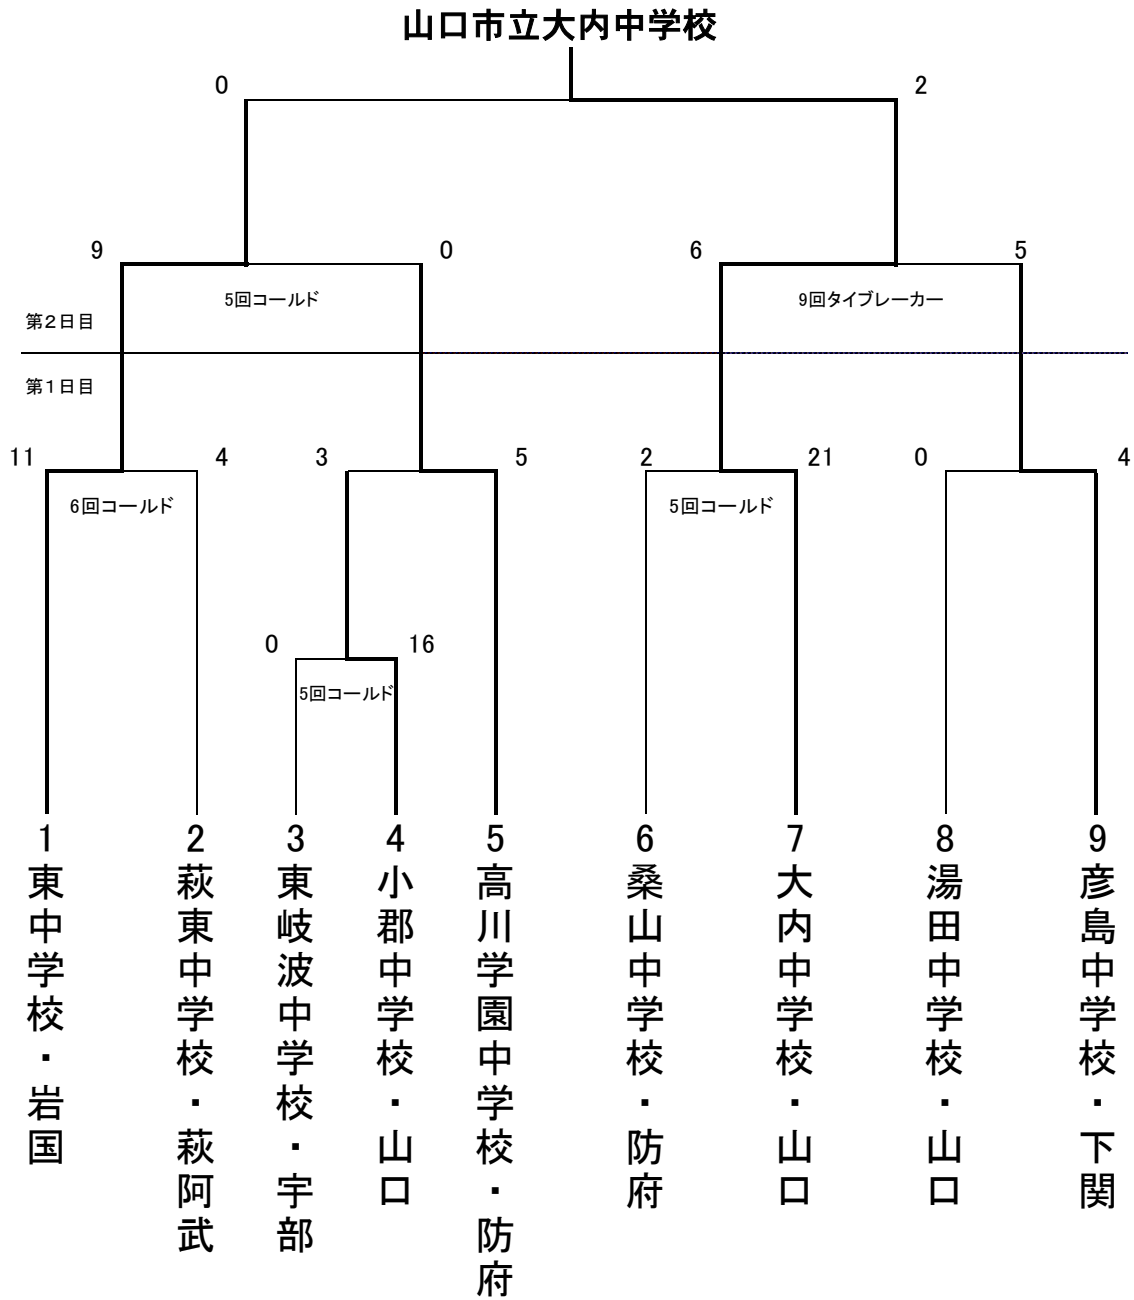 山口市立大内中学校
0
2
9
0
6
5
5回コールド
9回タイブレーカー
第2日目
第1日目
11
4
3
5
2
21
0
4
6回コールド
5回コールド
0
16
5回コールド
1 東中学校・岩国
2 萩東中学校・萩阿武
3 東岐波中学校・宇部
4 小郡中学校・山口
5 高川学園中学校・防府
6 桑山中学校・防府
7 大内中学校・山口
8 湯田中学校・山口
9 彦島中学校・下関